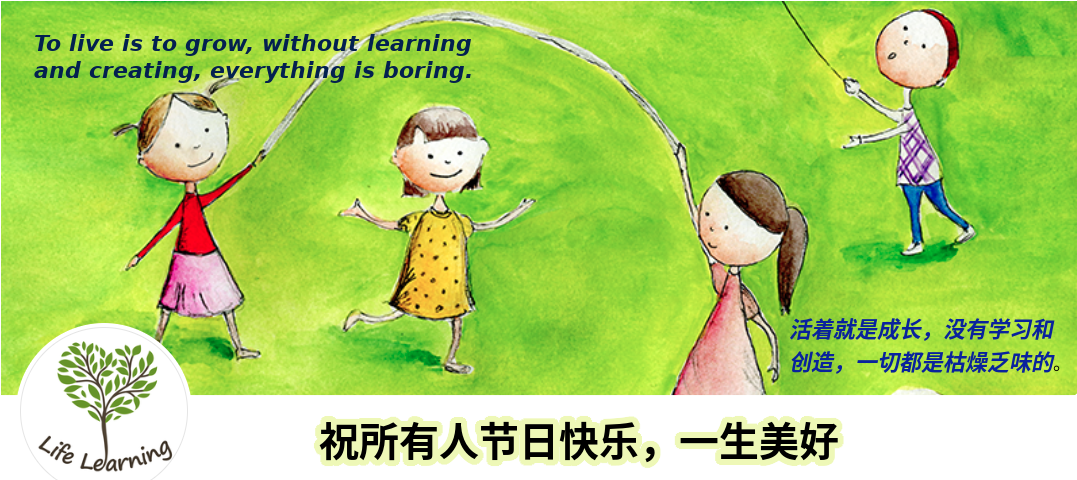 To live is to grow, without learning
and creating, everything is boring.
活着就是成长，没有学习和
创造，一切都是枯燥乏味的。
Life Learning
祝所有人节日快乐，一生美好